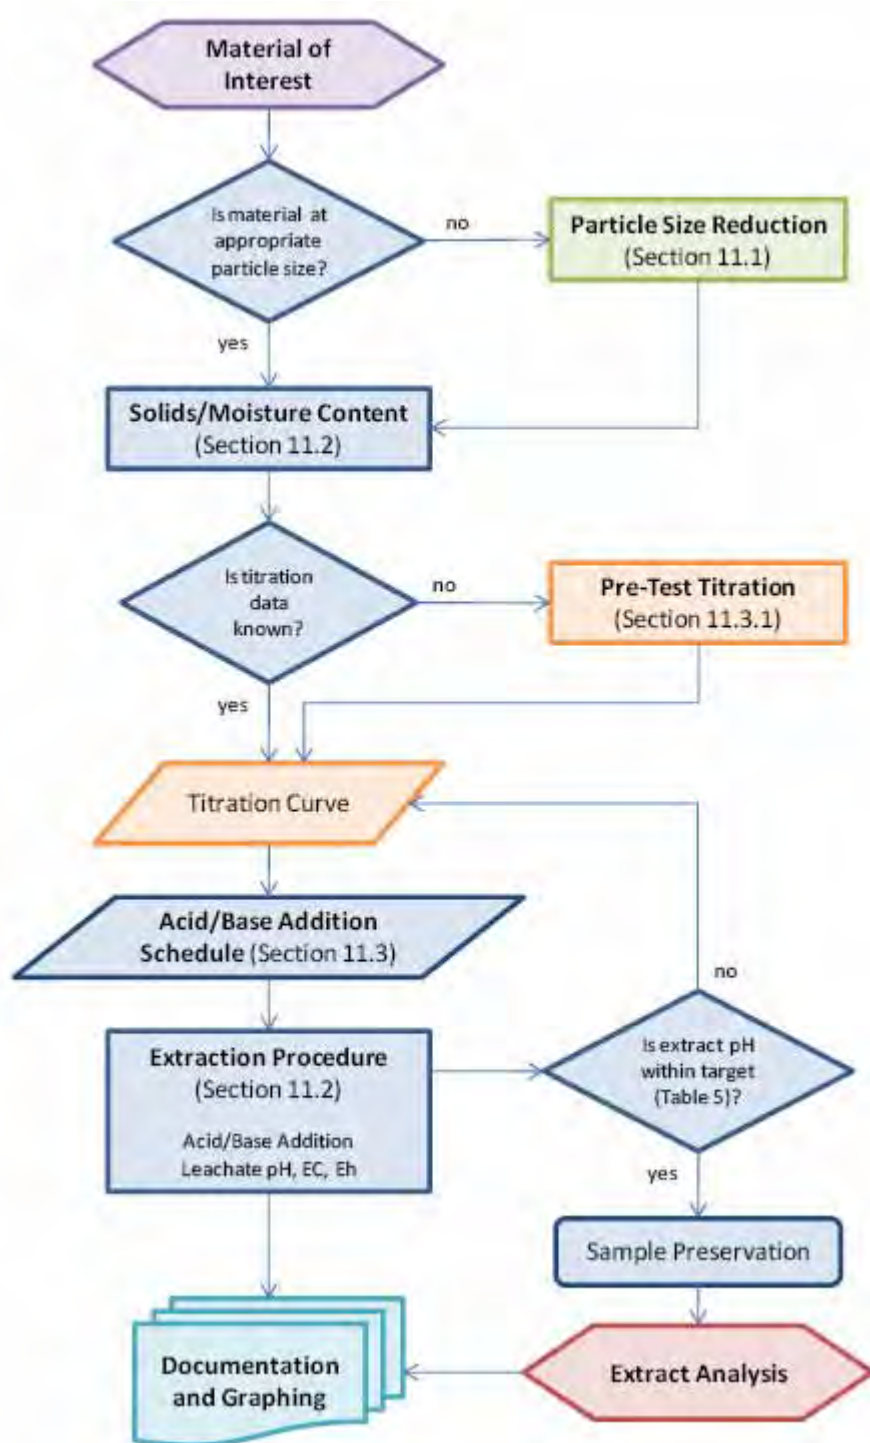 Material of
Interest
Is material at
appropriate
particle size?
no
Particle Size Reduction
(Section 11.1)
yes
Solids/Moisture Content
(Section 11.2)
Is titration
data
known?
no
Pre-Test Titration
(Section 11.3.1)
yes
Titration Curve
Acid/Base Addition
Schedule (Section 11.3)
no
Extraction Procedure
(Section 11.2)
Acid/Base Addition
Leachate pH, EC, Eh
Is extract pH
within target
(Table 5)?
yes
Sample Preservation
Documentation
and Graphing
Extract Analysis